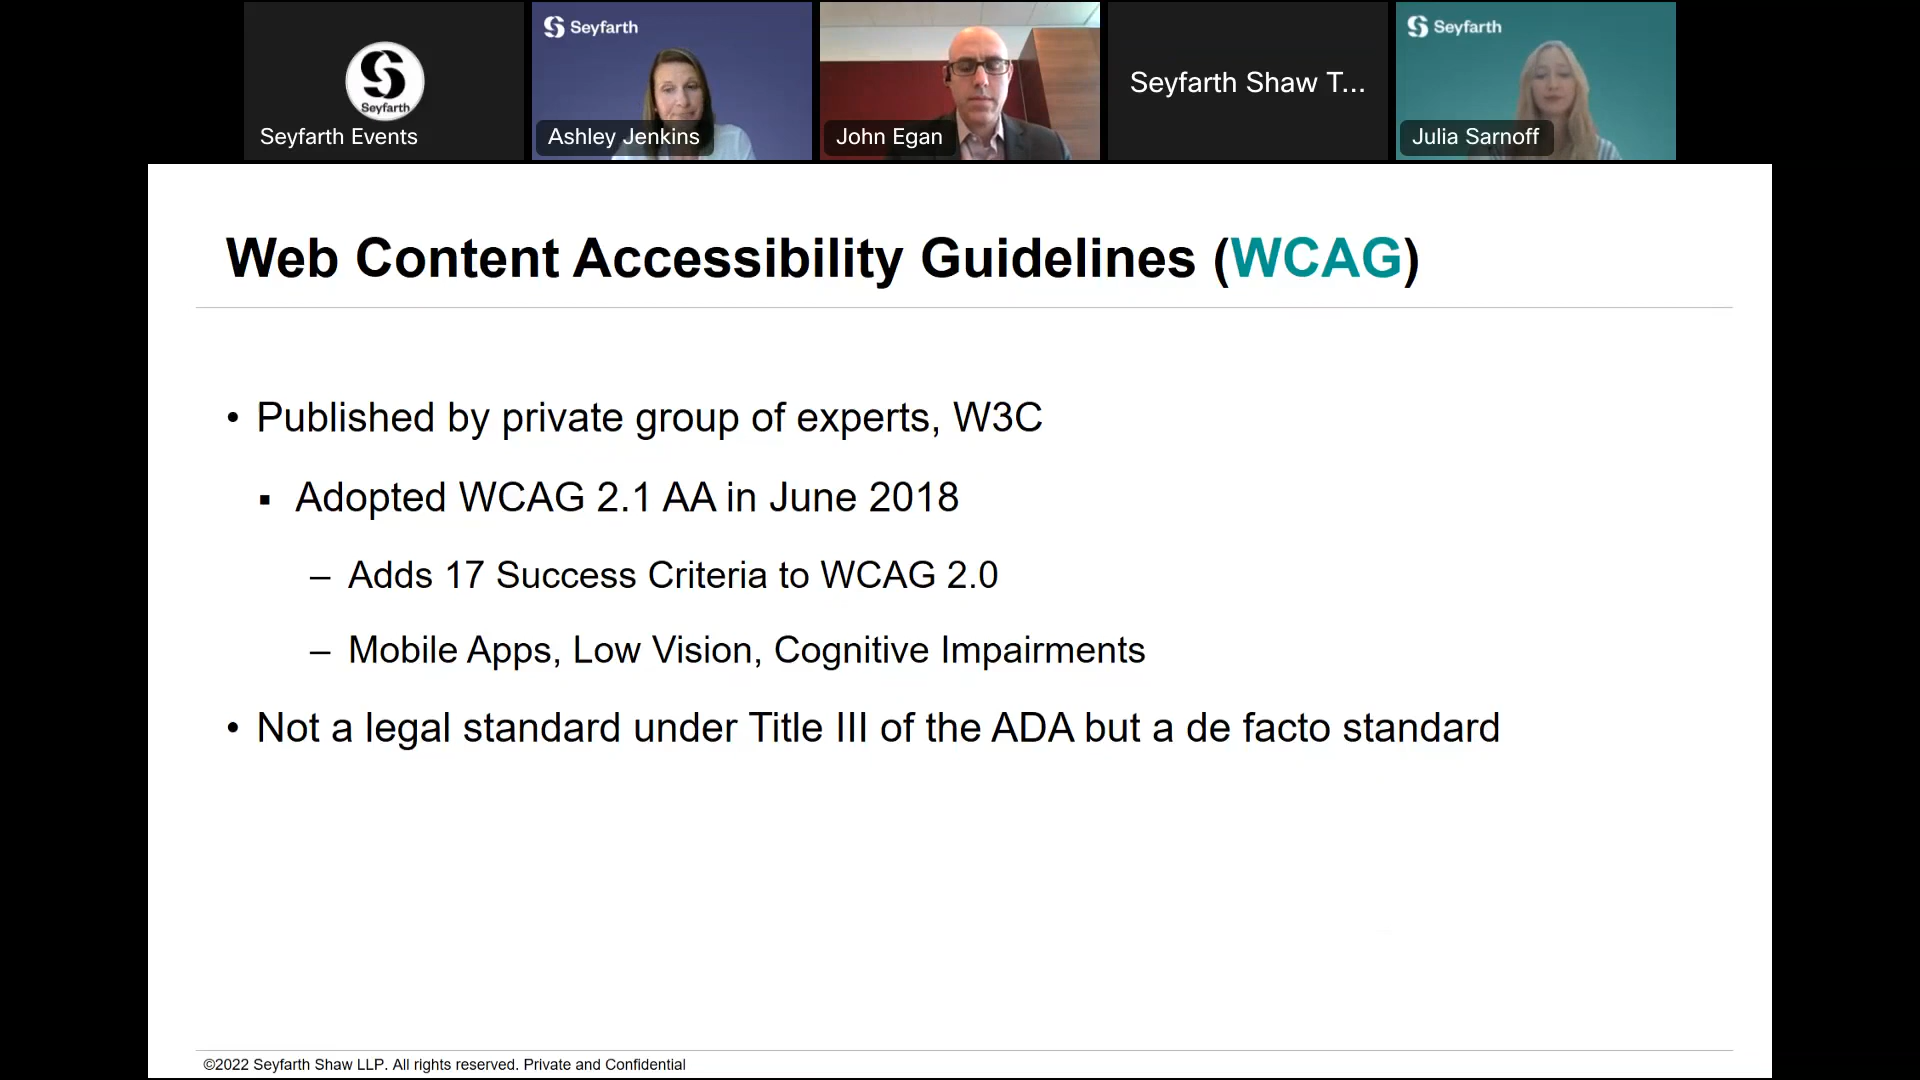 Seyfarth
Seyfarth Events
Seyfarth
Ashley Jenkins
John Egan
Seyfarth Shaw T...
Seyfarth
Julia Sarnoff
Web Content Accessibility Guidelines (WCAG)
• Published by private group of experts, W3C
▪ Adopted WCAG 2.1 AA in June 2018
– Adds 17 Success Criteria to WCAG 2.0
– Mobile Apps, Low Vision, Cognitive Impairments
• Not a legal standard under Title III of the ADA but a de facto standard
©2022 Seyfarth Shaw LLP. All rights reserved. Private and Confidential